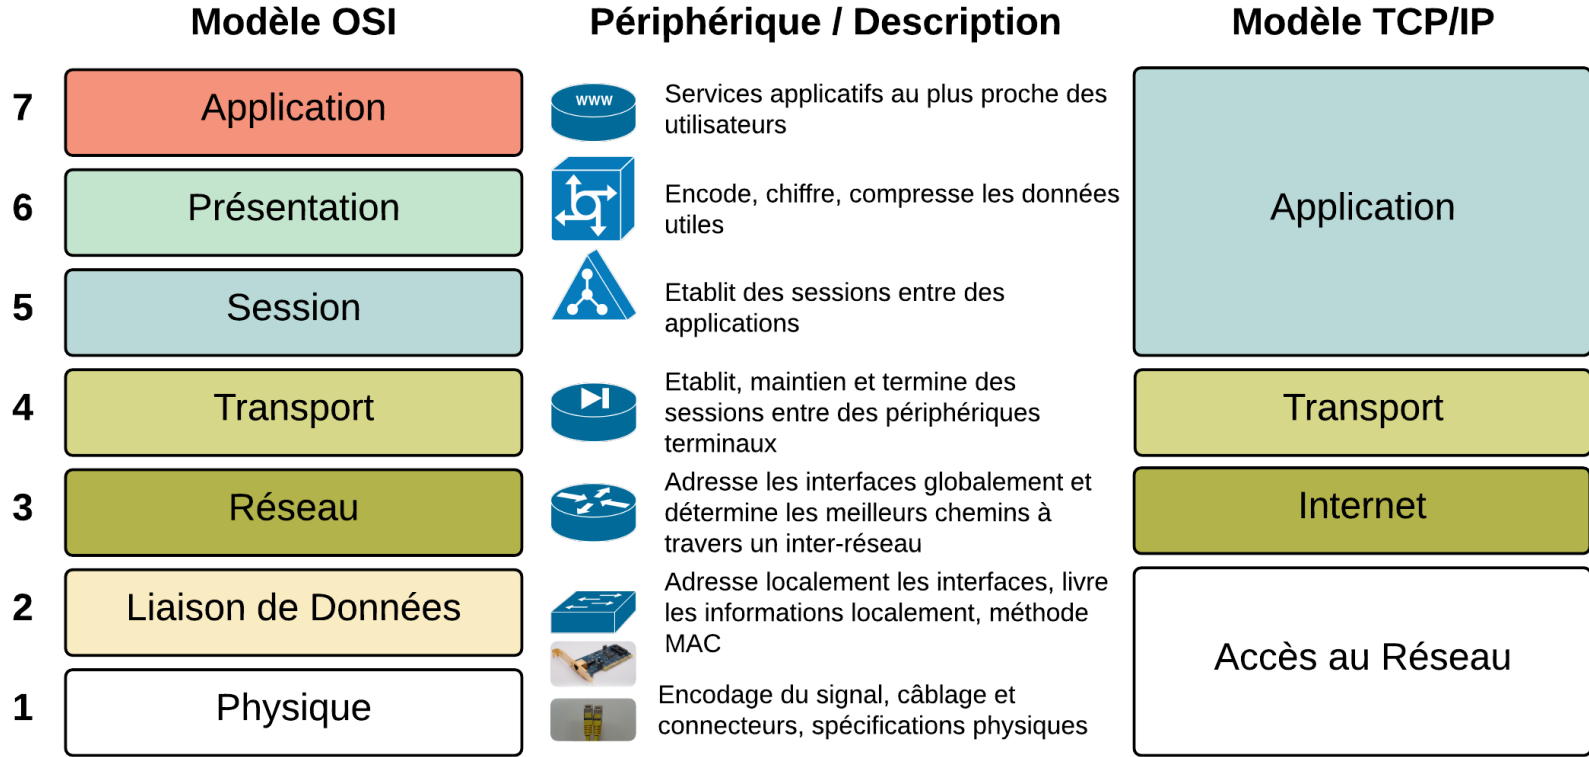 Modèle OSI
Périphérique / Description
Modèle TCP/IP
7
Application
WWW
Services applicatifs au plus proche des
utilisateurs
6
Présentation
Encode, chiffre, compresse les données
utiles
Application
5
Session
Etablit des sessions entre des
applications
4
Transport
Etablit, maintien et termine des
sessions entre des périphériques
terminaux
Transport
3
Réseau
Adresse les interfaces globalement et
détermine les meilleurs chemins à
travers un inter-réseau
Internet
2
Liaison de Données
Adresse localement les interfaces, livre
les informations localement, méthode
MAC
Accès au Réseau
1
Physique
Encodage du signal, câblage et
connecteurs, spécifications physiques